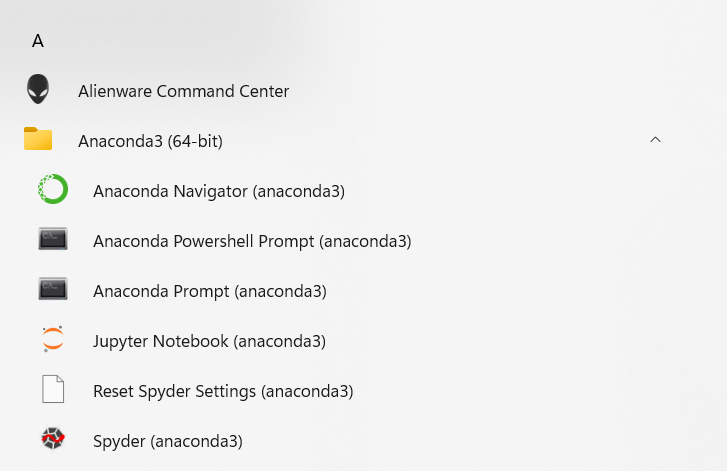 A
Alienware Command Center
Anaconda3 (64-bit)
Anaconda Navigator (anaconda3)
Anaconda Powershell Prompt (anaconda3)
Anaconda Prompt (anaconda3)
Jupyter Notebook (anaconda3)
Reset Spyder Settings (anaconda3)
Spyder (anaconda3)